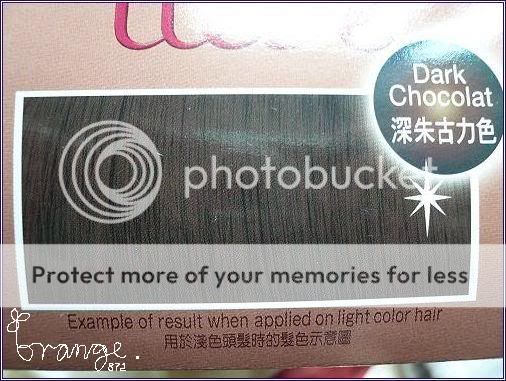 Dark
Chocolat
深朱古力色
photobucket
Protect more of your memories for less
Example of result when applied on light color hair
用於淺色頭髮時的髮色示意圖
orange.
871